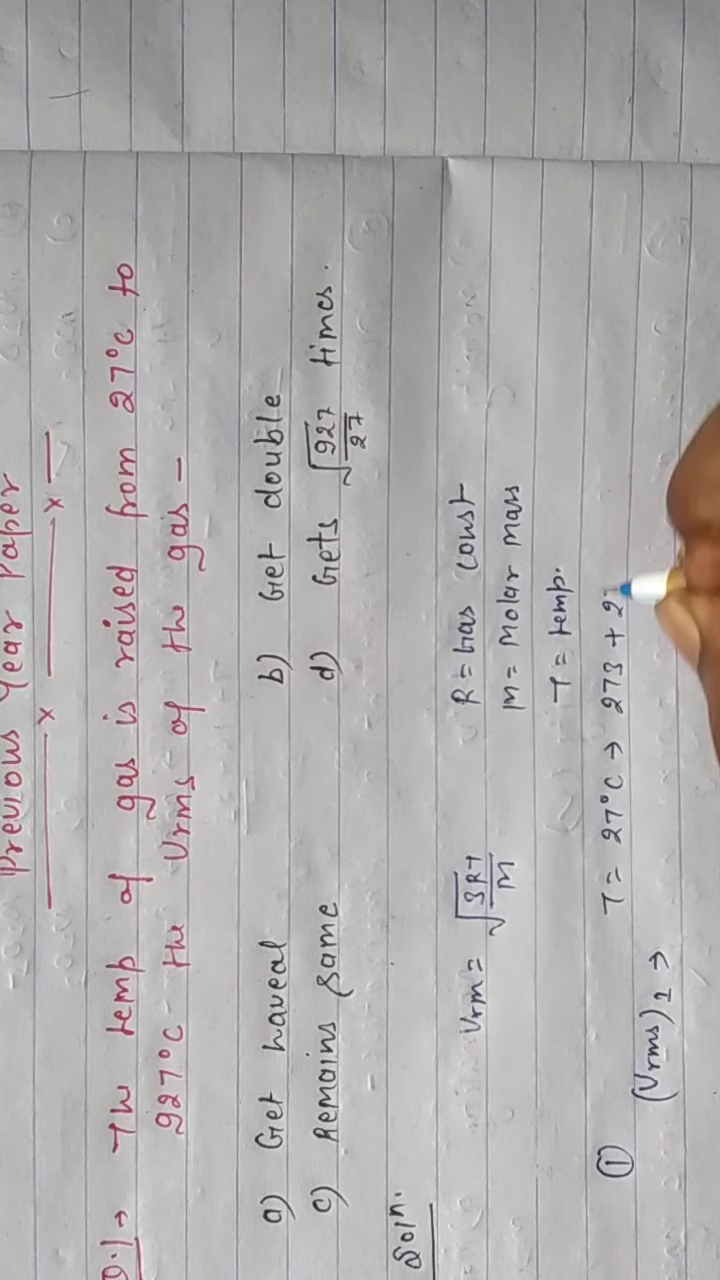 Previous Year Paper
Q.1 → The temp of gas is raised from 27°C to
927°C the Vrms of the gas –
a) Get haveal b) Get double
c) Remains same d) Gets √927/27 times.
Soln.
Vrm = √3RT/M R = Gas const
M = Molar mass
T = temp.
① T = 27°C → 273 + 2
(Vrms)1 →